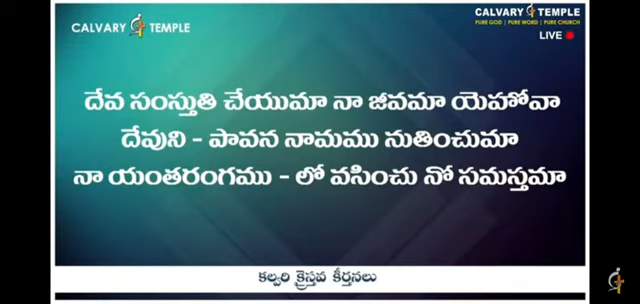 CALVARY TEMPLE
CALVARY TEMPLE
PURE GOD | PURE WORD | PURE CHURCH
LIVE
దేవ సంస్తుతి చేయుమా నా జీవమా యెహోవా
దేవుని - పావన నామము నుతించుమా
నా యంతరంగము - లో వసించు నో సమస్తమా
కల్వరి క్రైస్తవ కీర్తనలు